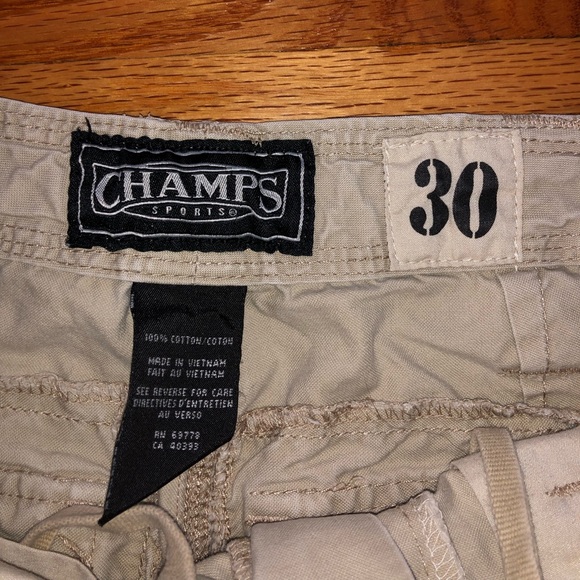 CHAMPS
SPORTS
30
100% COTTON/COTON
MADE IN VIETNAM
FAIT AU VIETNAM
SEE REVERSE FOR CARE
DIRECTIVES D'ENTRETIEN
AU VERSO
RN 69778
CA 40393